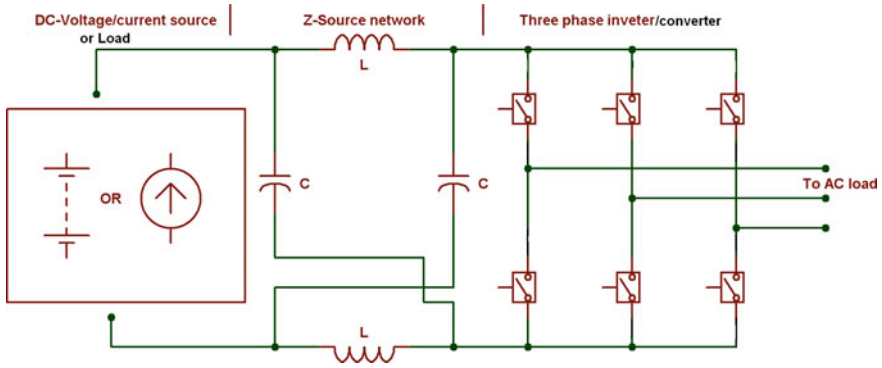 DC-Voltage/current source
or Load
Z-Source network
Three phase inveter/converter
L
C
C
OR
To AC load
L